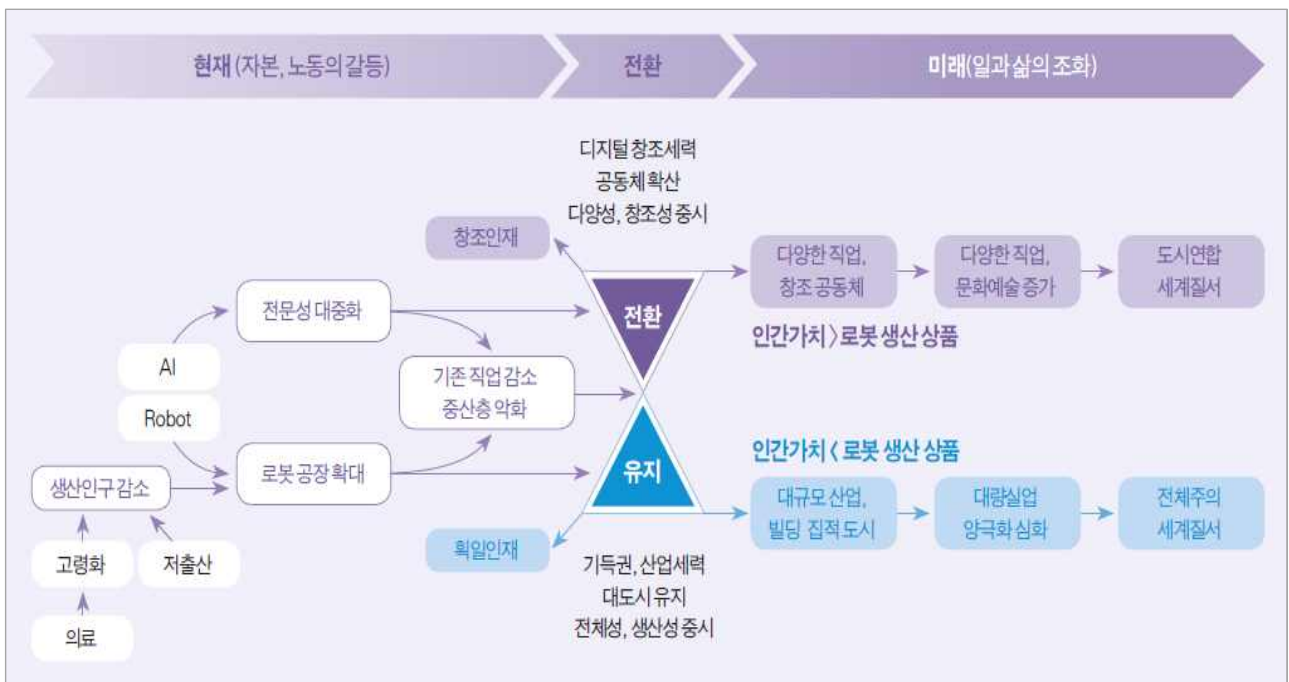 현재 (자본, 노동의 갈등)
전환
미래(일과 삶의 조화)
디지털 창조세력
공동체 확산
다양성, 창조성 중시
창조인재
다양한 직업,
창조 공동체
다양한 직업,
문화예술 증가
도시연합
세계질서
전문성 대중화
전환
인간가치 > 로봇 생산 상품
AI
Robot
기존 직업 감소
중산층 악화
인간가치 < 로봇 생산 상품
생산인구 감소
로봇 공장 확대
유지
대규모 산업,
빌딩 집적 도시
대량실업
양극화 심화
전체주의
세계질서
고령화
저출산
획일인재
기득권, 산업세력
대도시 유지
전체성, 생산성 중시
의료